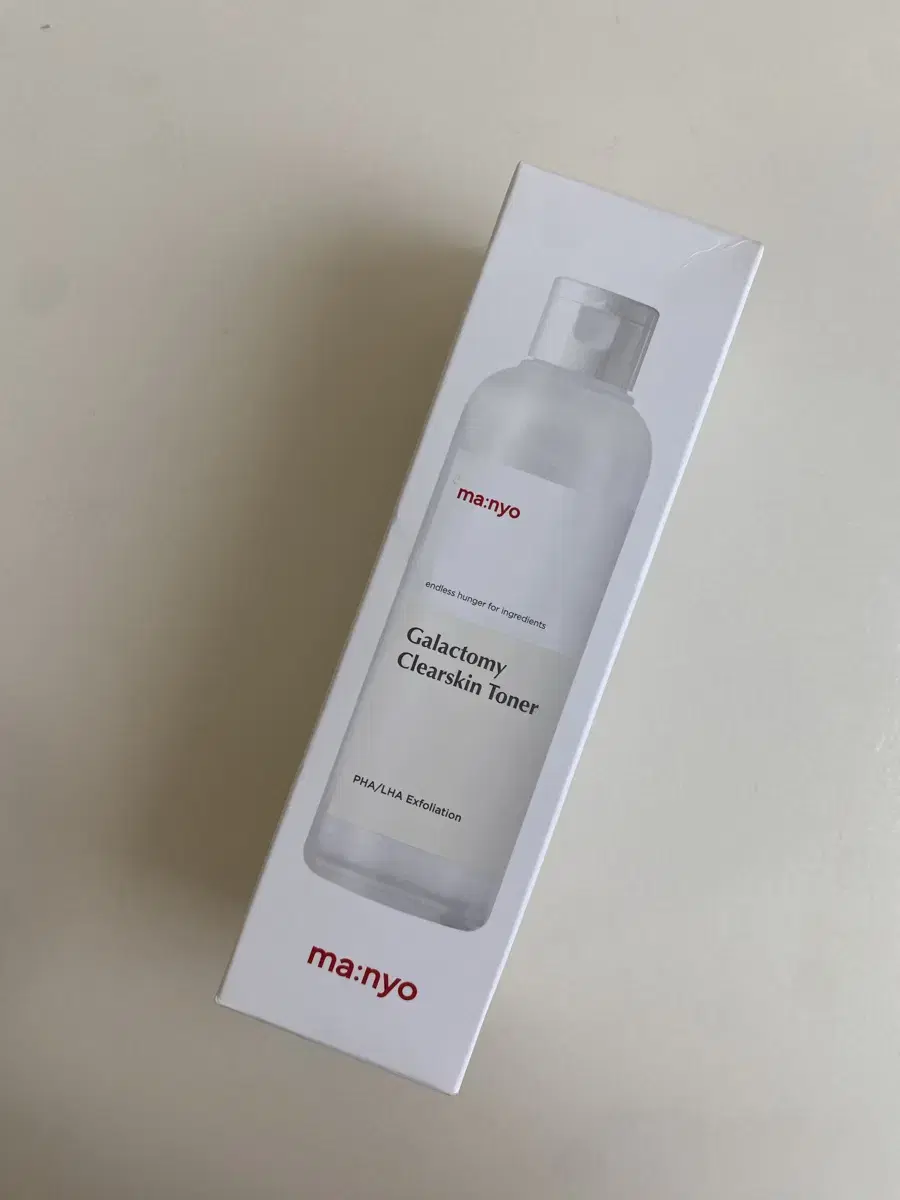 ma:nyo
endless hunger for ingredients
Galactomy
Clearskin Toner
PHA/LHA Exfoliation
ma:nyo